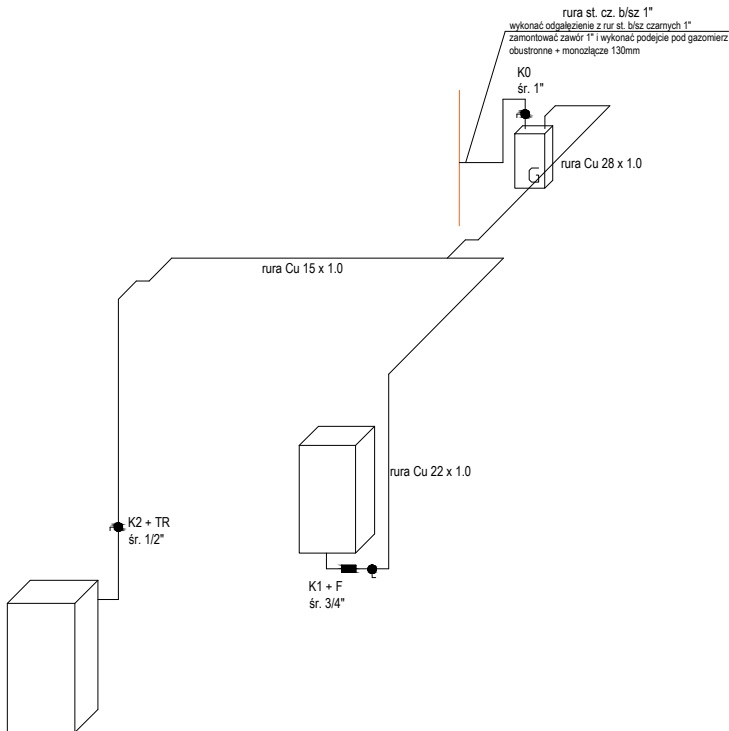 rura st. cz. b/sz 1"
wykonać odgałęzienie z rur st. b/sz czarnych 1"
zamontować zawór 1" i wykonać podejcie pod gazomierz
obustronne + monozłącze 130mm
K0
śr. 1"
rura Cu 28 x 1.0
G
rura Cu 15 x 1.0
rura Cu 22 x 1.0
K2 + TR
śr. 1/2"
K1 + F
śr. 3/4"